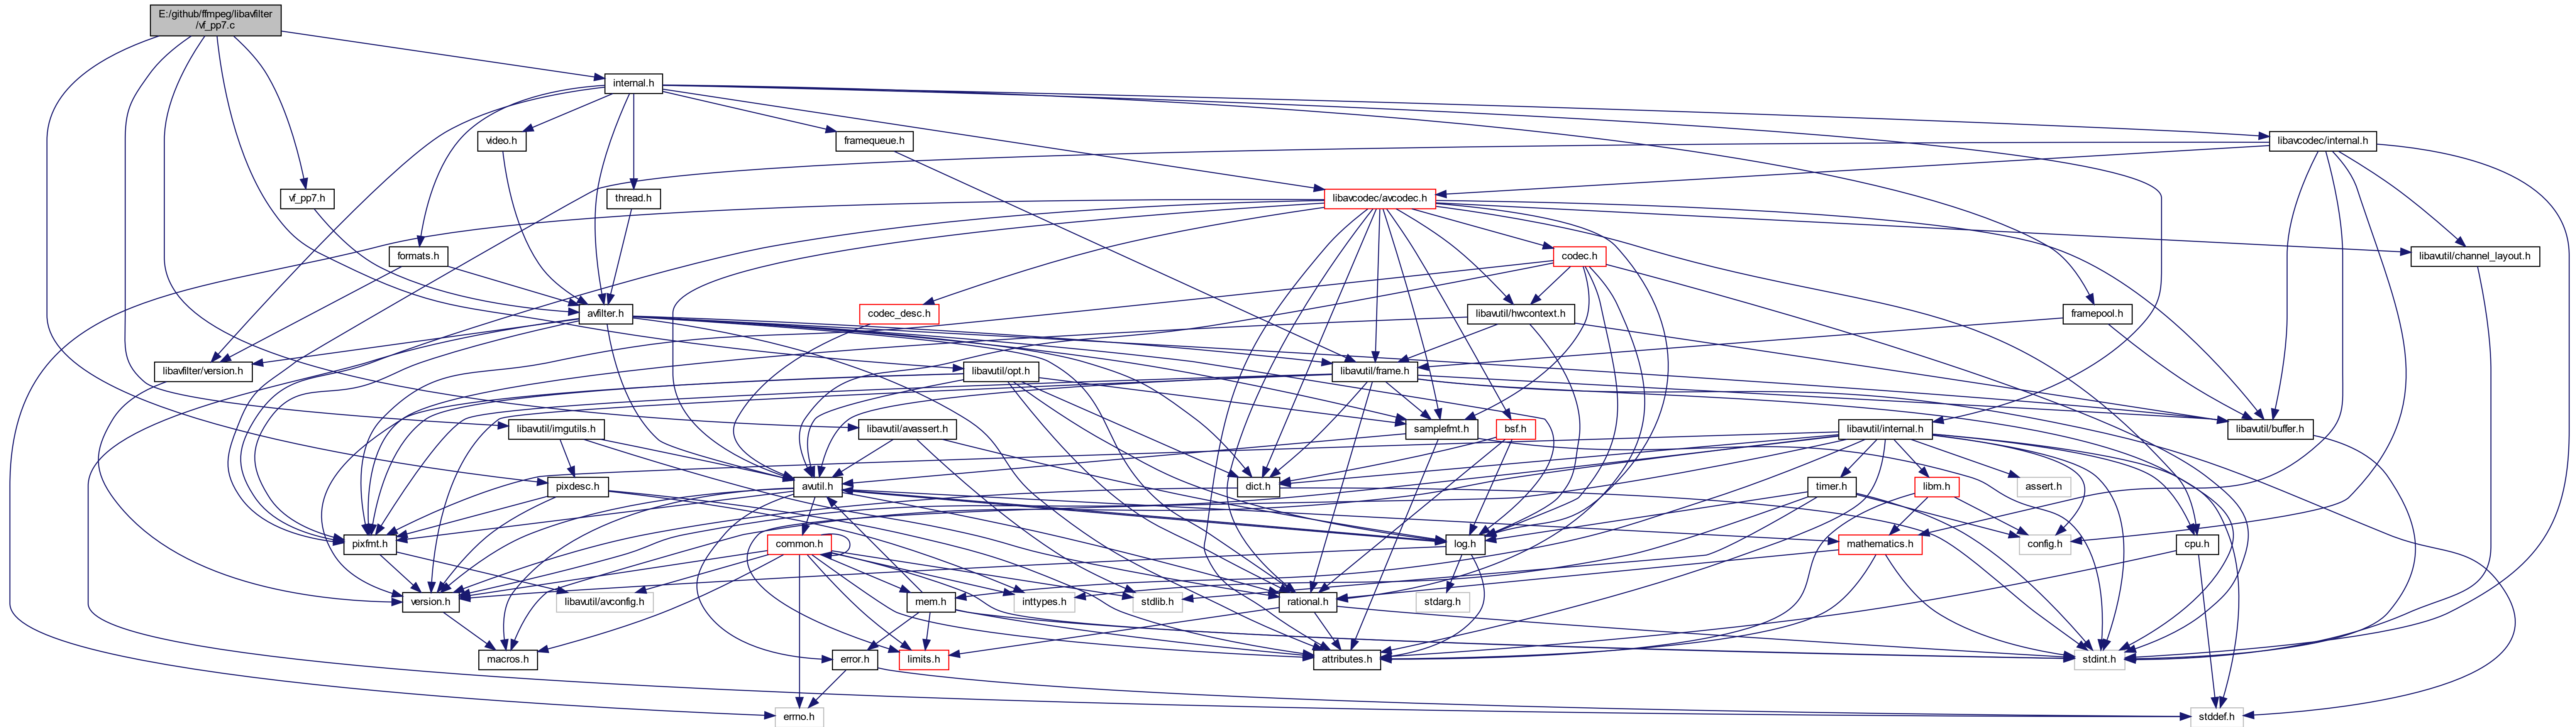 E:/github/ffmpeg/libavfilter
/vf_pp7.c
internal.h
video.h
framequeue.h
libavcodec/internal.h
vf_pp7.h
thread.h
libavcodec/avcodec.h
formats.h
codec.h
libavutil/channel_layout.h
avfilter.h
codec_desc.h
libavutil/hwcontext.h
framepool.h
libavfilter/version.h
libavutil/opt.h
libavutil/frame.h
libavutil/imgutils.h
libavutil/avassert.h
samplefmt.h
bsf.h
libavutil/internal.h
libavutil/buffer.h
pixdesc.h
avutil.h
dict.h
timer.h
libm.h
assert.h
pixfmt.h
common.h
log.h
mathematics.h
config.h
cpu.h
version.h
libavutil/avconfig.h
mem.h
inttypes.h
stdlib.h
rational.h
stdarg.h
macros.h
error.h
limits.h
attributes.h
stdint.h
errno.h
stddef.h